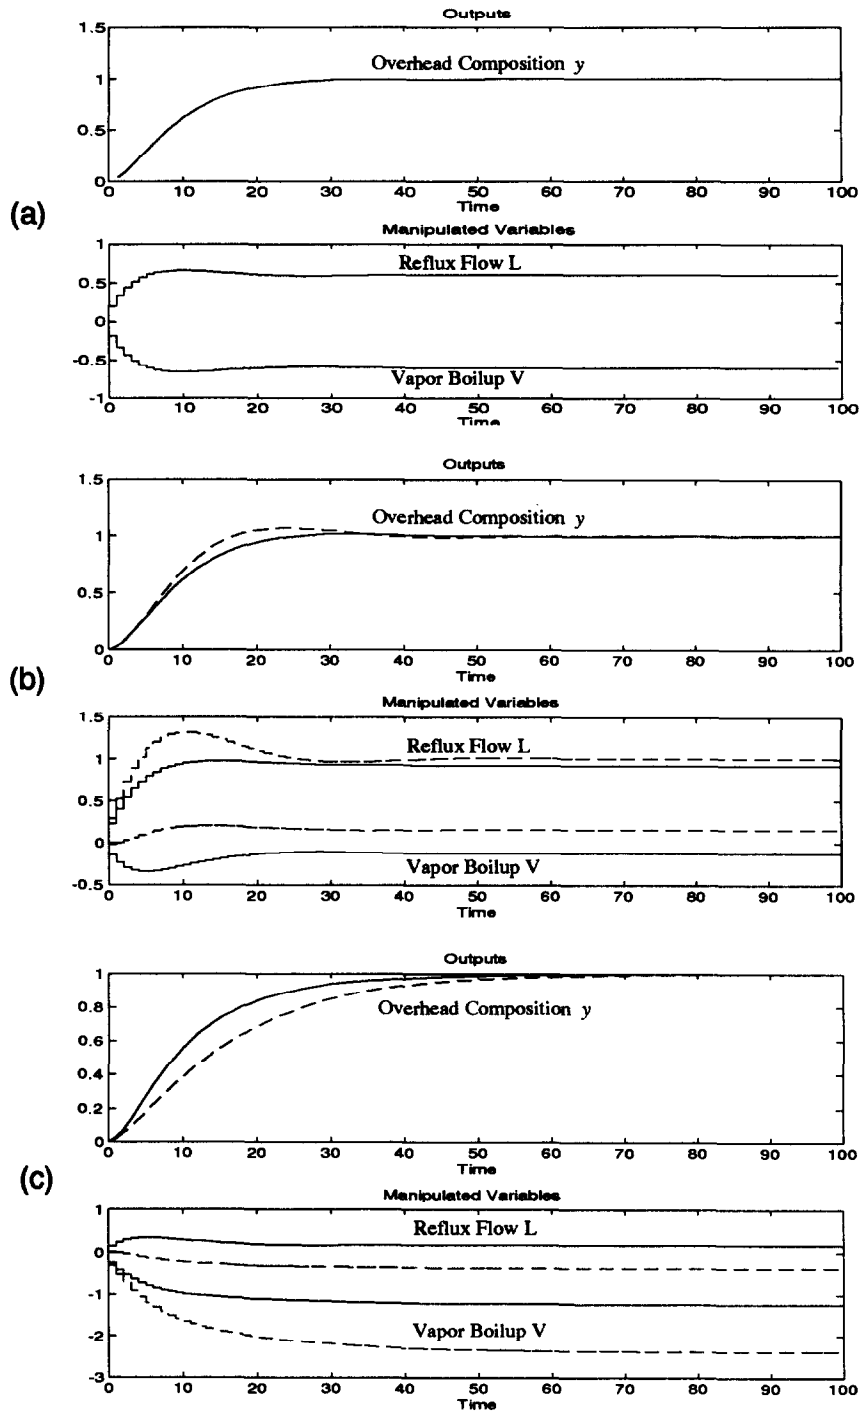 Outputs
1.5
Overhead Composition y
1
0.5
0
0 10 20 30 40 50 60 70 80 90 100
Time
(a)
Manipulated Variables
1
Reflux Flow L
0.5
0
-0.5
Vapor Boilup V
-1
0 10 20 30 40 50 60 70 80 90 100
Time
Outputs
1.5
Overhead Composition y
1
0.5
0
0 10 20 30 40 50 60 70 80 90 100
Time
(b)
Manipulated Variables
1.5
Reflux Flow L
1
0.5
0
Vapor Boilup V
-0.5
0 10 20 30 40 50 60 70 80 90 100
Time
Outputs
1
0.8
Overhead Composition y
0.6
0.4
0.2
0
0 10 20 30 40 50 60 70 80 90 100
Time
(c)
Manipulated Variables
1
Reflux Flow L
0
-1
Vapor Boilup V
-2
-3
0 10 20 30 40 50 60 70 80 90 100
Time